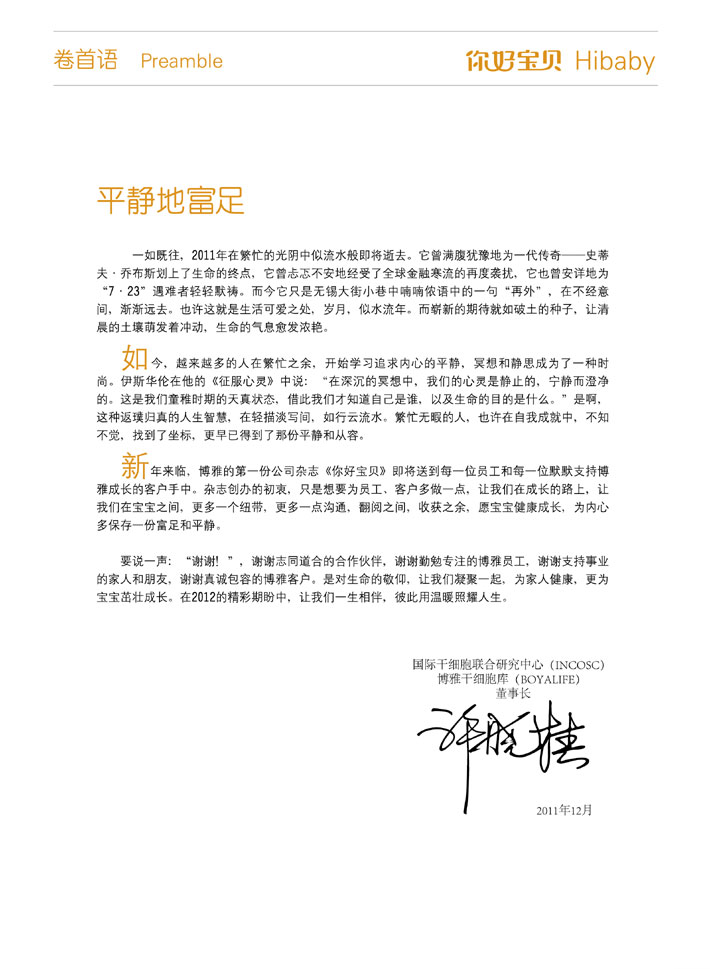 卷首语 Preamble
你好宝贝 Hibaby
平静地富足
一如既往，2011年在繁忙的光阴中似流水般即将逝去。它曾满腹犹豫地为一代传奇——史蒂
夫·乔布斯划上了生命的终点，它曾忐忑不安地经受了全球金融寒流的再度袭扰，它也曾安详地为
“7·23”遇难者轻轻默祷。而今它只是无锡大街小巷中喃喃侬语中的一句“再外”，在不经意
间，渐渐远去。也许这就是生活可爱之处，岁月，似水流年。而崭新的期待就如破土的种子，让清
晨的土壤萌发着冲动，生命的气息愈发浓艳。
如今，越来越多的人在繁忙之余，开始学习追求内心的平静，冥想和静思成为了一种时
尚。伊斯华伦在他的《征服心灵》中说：“在深沉的冥想中，我们的心灵是静止的，宁静而澄净
的。这是我们童稚时期的天真状态，借此我们才知道自己是谁，以及生命的目的是什么。”是啊，
这种返璞归真的人生智慧，在轻描淡写间，如行云流水。繁忙无暇的人，也许在自我成就中，不知
不觉，找到了坐标，更早已得到了那份平静和从容。
新年来临，博雅的第一份公司杂志《你好宝贝》即将送到每一位员工和每一位默默支持博
雅成长的客户手中。杂志创办的初衷，只是想要为员工、客户多做一点，让我们在成长的路上，让
我们在宝宝之间，更多一个纽带，更多一点沟通，翻阅之间，收获之余，愿宝宝健康成长，为内心
多保存一份富足和平静。
要说一声：“谢谢！”，谢谢志同道合的合作伙伴，谢谢勤勉专注的博雅员工，谢谢支持事业
的家人和朋友，谢谢真诚包容的博雅客户。是对生命的敬仰，让我们凝聚一起，为家人健康，更为
宝宝茁壮成长。在2012的精彩期盼中，让我们一生相伴，彼此用温暖照耀人生。
国际干细胞联合研究中心（INCOSC）
博雅干细胞库（BOYALIFE）
董事长
许晓椿
2011年12月